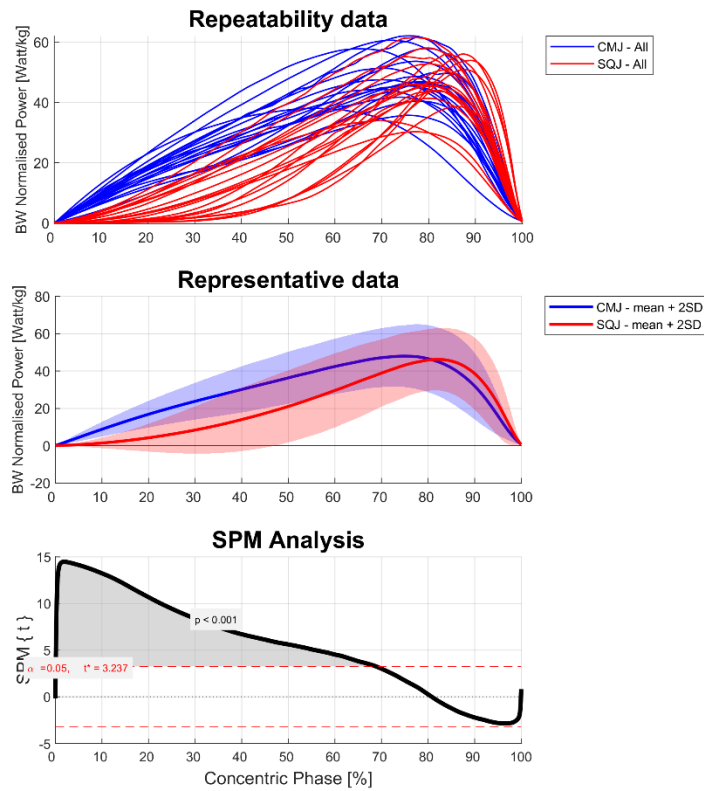 Repeatability data
BW Normalised Power [Watt/kg]
60
40
20
0
0 10 20 30 40 50 60 70 80 90 100
CMJ - All
SQJ - All
Representative data
BW Normalised Power [Watt/kg]
80
60
40
20
0
-20
0 10 20 30 40 50 60 70 80 90 100
CMJ - mean + 2SD
SQJ - mean + 2SD
SPM Analysis
SPM { t }
15
10
5
0
-5
p < 0.001
α =0.05, t* = 3.237
0 10 20 30 40 50 60 70 80 90 100
Concentric Phase [%]